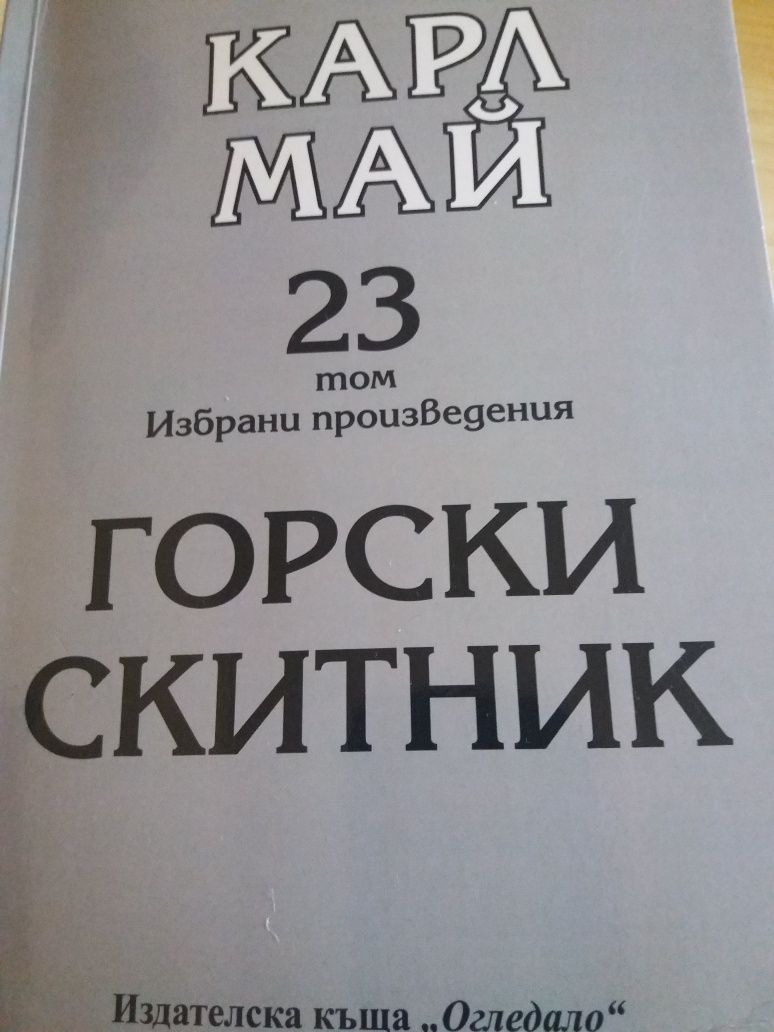 КАРЛ
МАЙ
23
том
Избрани произведения
ГОРСКИ
СКИТНИК
Издателска къща „Огледало“